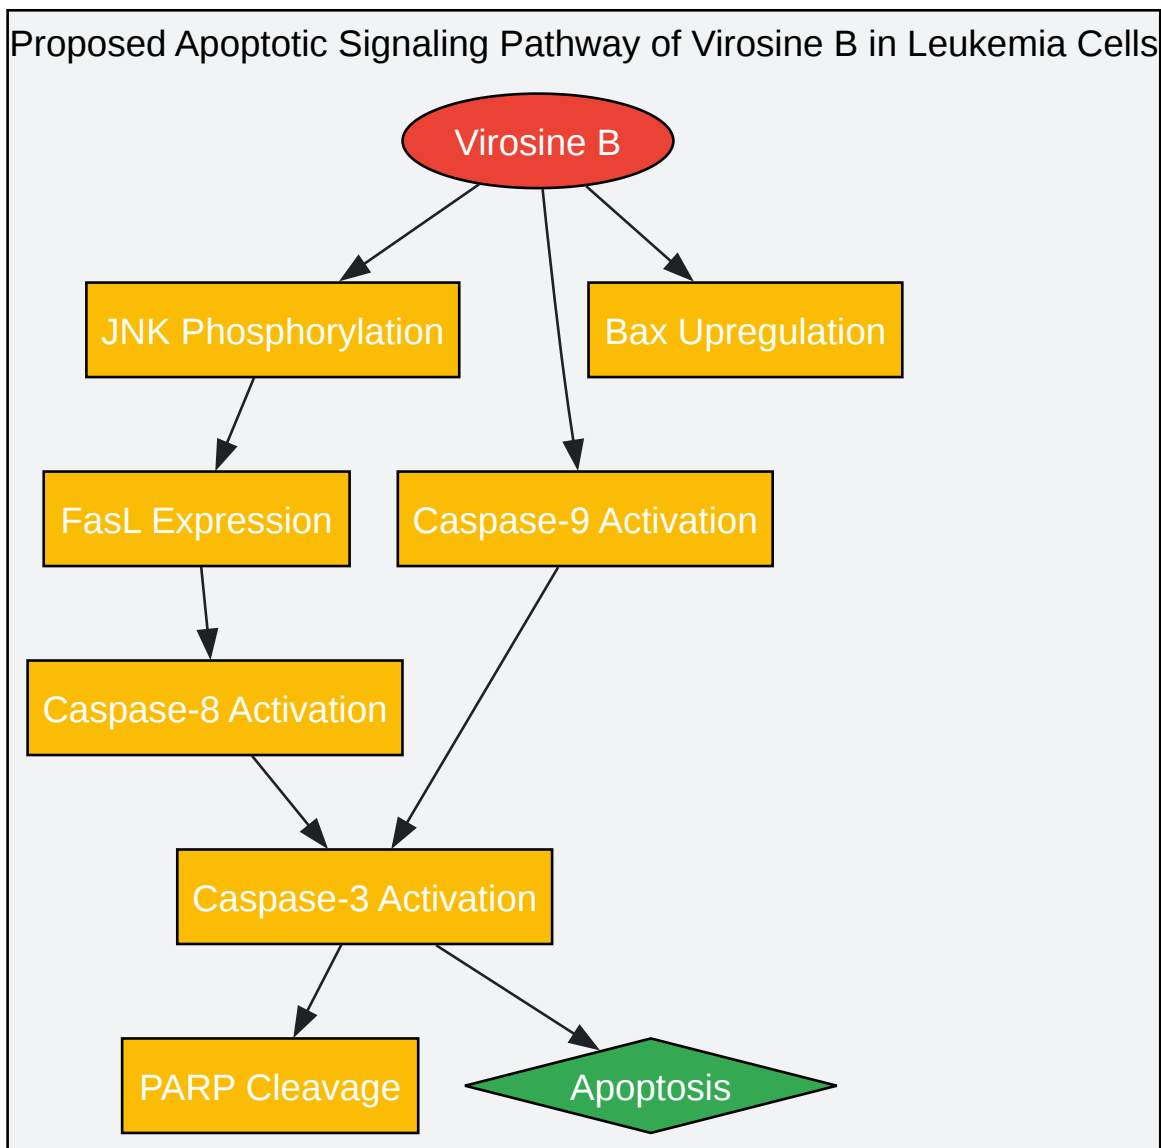 Proposed Apoptotic Signaling Pathway of Virosine B in Leukemia Cells
Virosine B
JNK Phosphorylation
Bax Upregulation
FasL Expression
Caspase-9 Activation
Caspase-8 Activation
Caspase-3 Activation
PARP Cleavage
Apoptosis